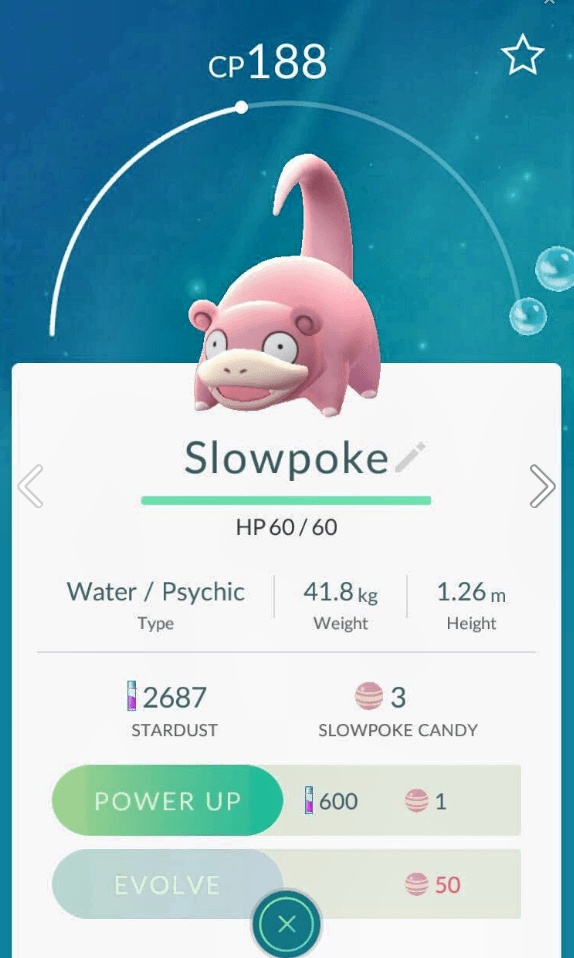 CP188
Slowpoke
HP 60 / 60
Water / Psychic 41.8 kg 1.26 m
Type Weight Height
2687 3
STARDUST SLOWPOKE CANDY
POWER UP 600 1
EVOLVE 50